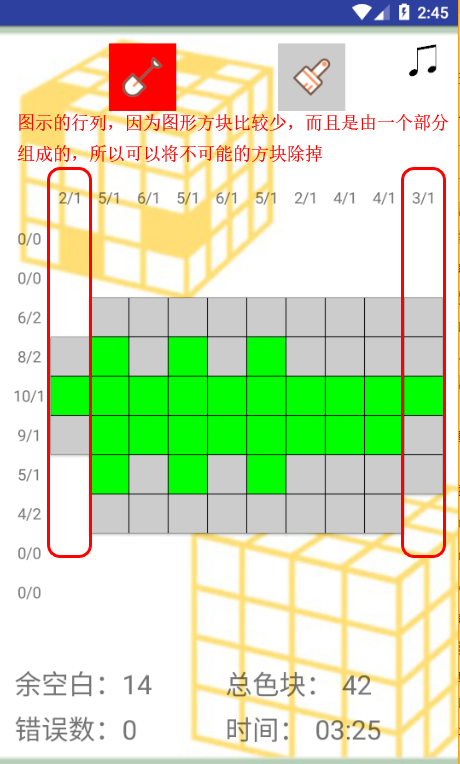 2:45
图示的行列，因为图形方块比较少，而且是由一个部分
组成的，所以可以将不可能的方块除掉
2/1 5/1 6/1 5/1 6/1 5/1 2/1 4/1 4/1 3/1
0/0
0/0
6/2
8/2
10/1
9/1
5/1
4/2
0/0
0/0
余空白：14 总色块： 42
错误数：0 时间： 03:25